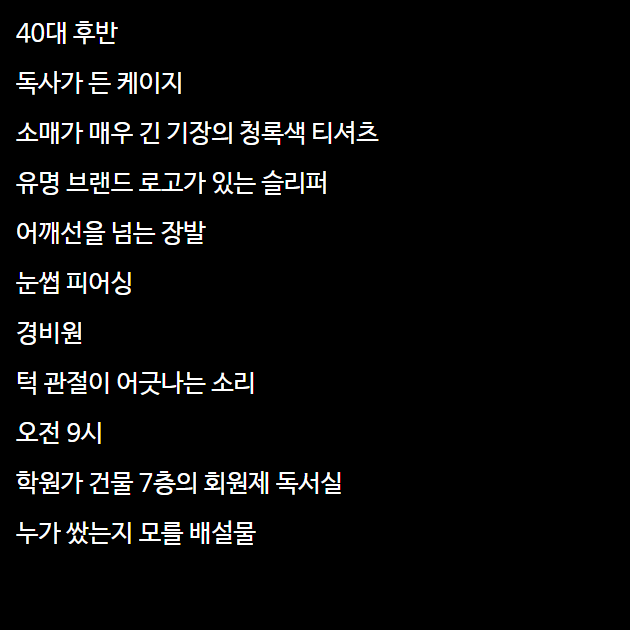 40대 후반
독사가 든 케이지
소매가 매우 긴 기장의 청록색 티셔츠
유명 브랜드 로고가 있는 슬리퍼
어깨선을 넘는 장발
눈썹 피어싱
경비원
턱 관절이 어긋나는 소리
오전 9시
학원가 건물 7층의 회원제 독서실
누가 쌌는지 모를 배설물